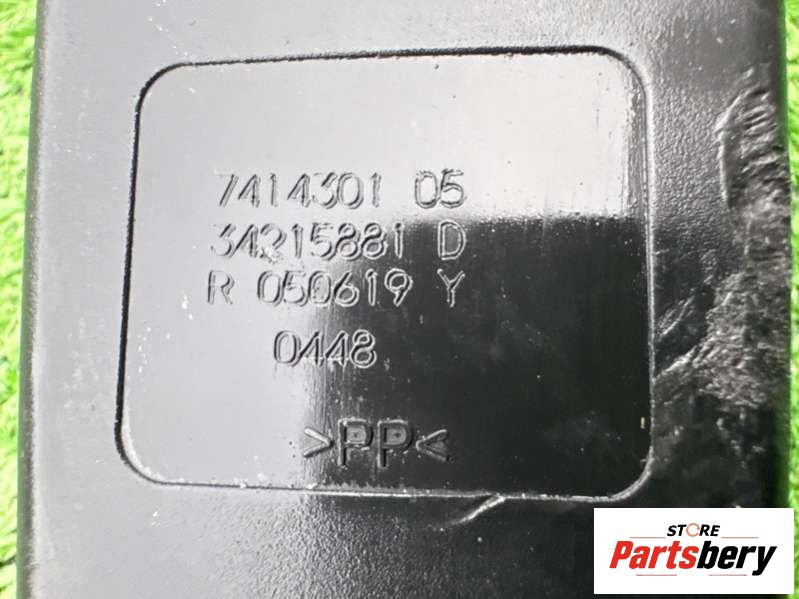 7414301 05
34215881 D
R 050619 Y
0448
>PP<
STORE
Partsbery